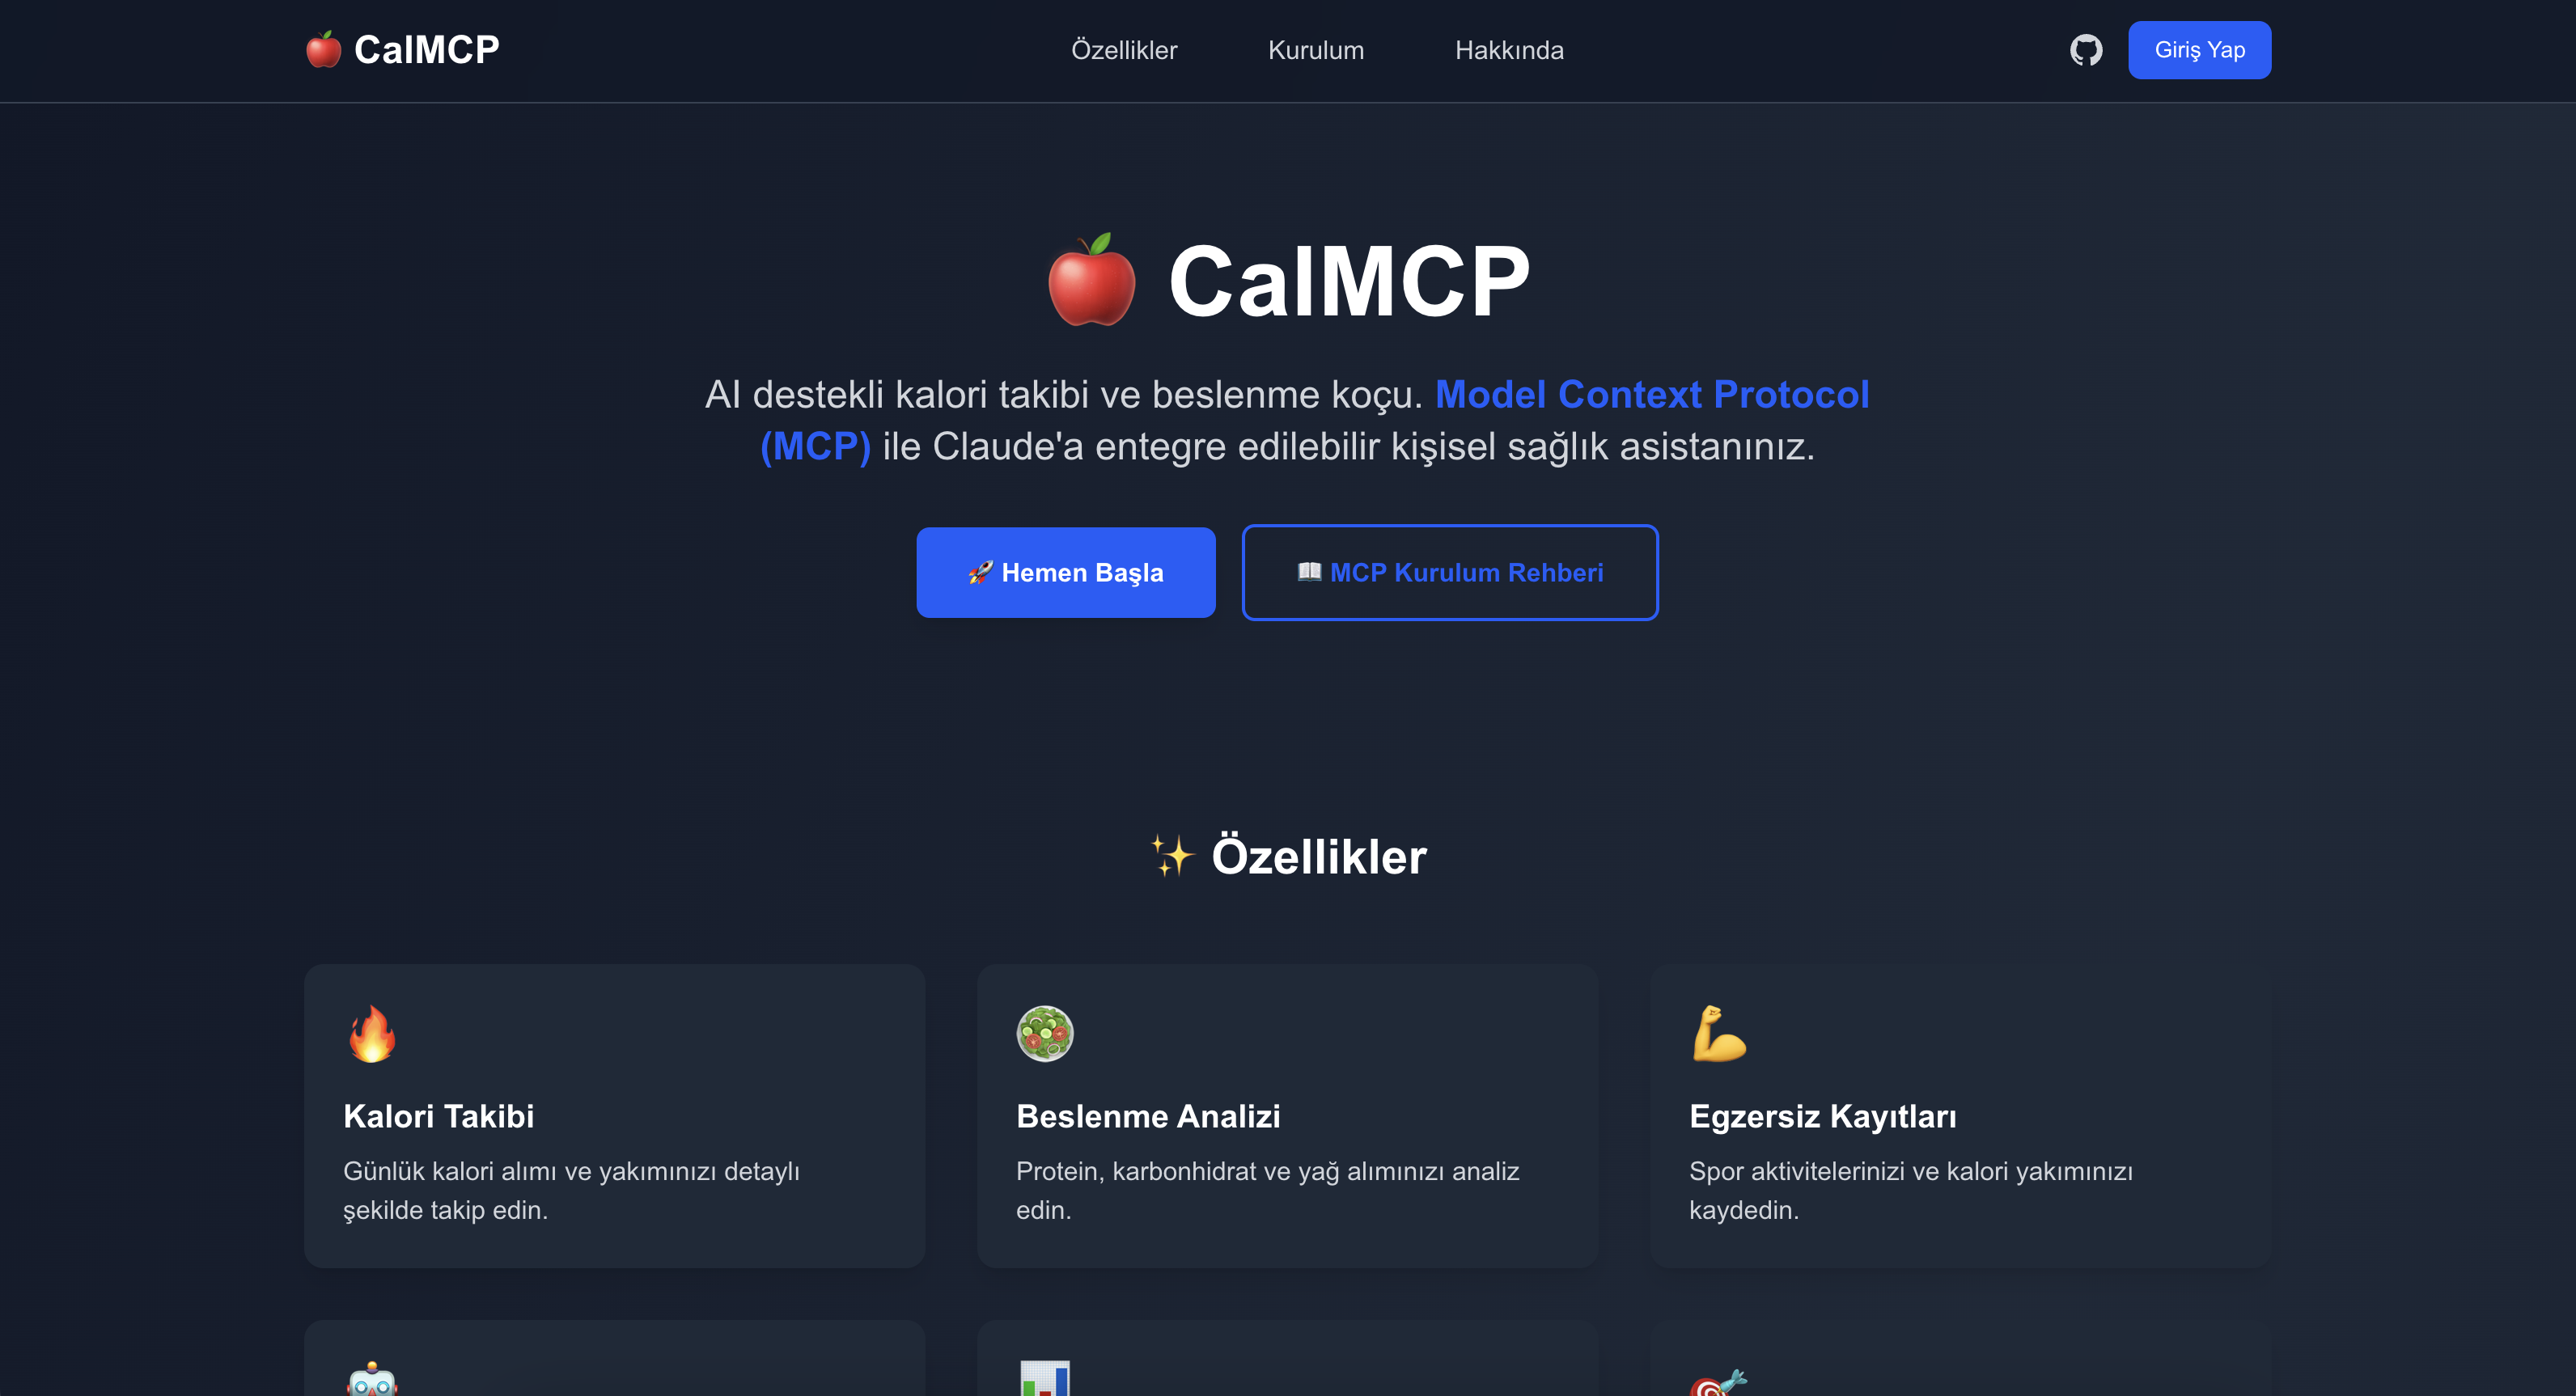 CalMCP
Özellikler
Kurulum
Hakkında
Giriş Yap
CalMCP
AI destekli kalori takibi ve beslenme koçu. Model Context Protocol
(MCP) ile Claude'a entegre edilebilir kişisel sağlık asistanınız.
Hemen Başla
MCP Kurulum Rehberi
Özellikler
Kalori Takibi
Günlük kalori alımı ve yakımınızı detaylı
şekilde takip edin.
Beslenme Analizi
Protein, karbonhidrat ve yağ alımınızı analiz
edin.
Egzersiz Kayıtları
Spor aktivitelerinizi ve kalori yakımınızı
kaydedin.